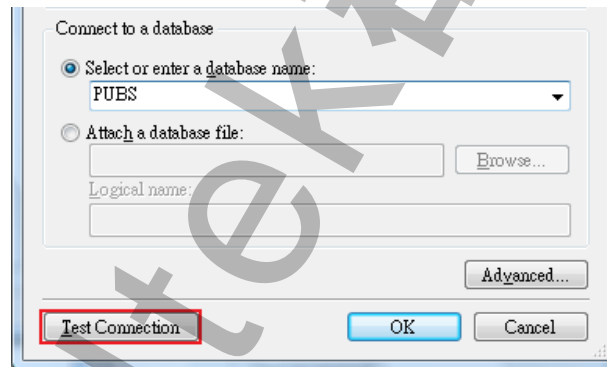 Connect to a database
Select or enter a database name:
PUBS
Attach a database file:
Browse...
Logical name:
Advanced...
Test Connection
OK
Cancel